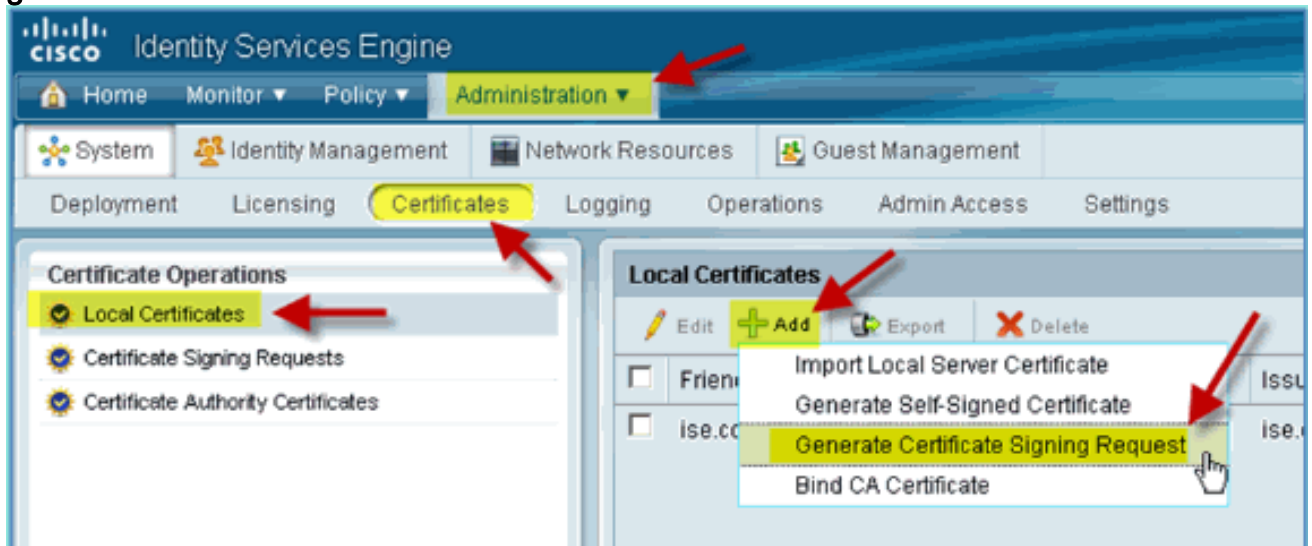 g
CISCO Identity Services Engine
Home Monitor ▼ Policy ▼ Administration ▼
System Identity Management Network Resources Guest Management
Deployment Licensing Certificates Logging Operations Admin Access Settings
Certificate Operations
Local Certificates
Certificate Signing Requests
Certificate Authority Certificates
Local Certificates
Edit Add Export Delete
Import Local Server Certificate
Generate Self-Signed Certificate
Generate Certificate Signing Request
Bind CA Certificate